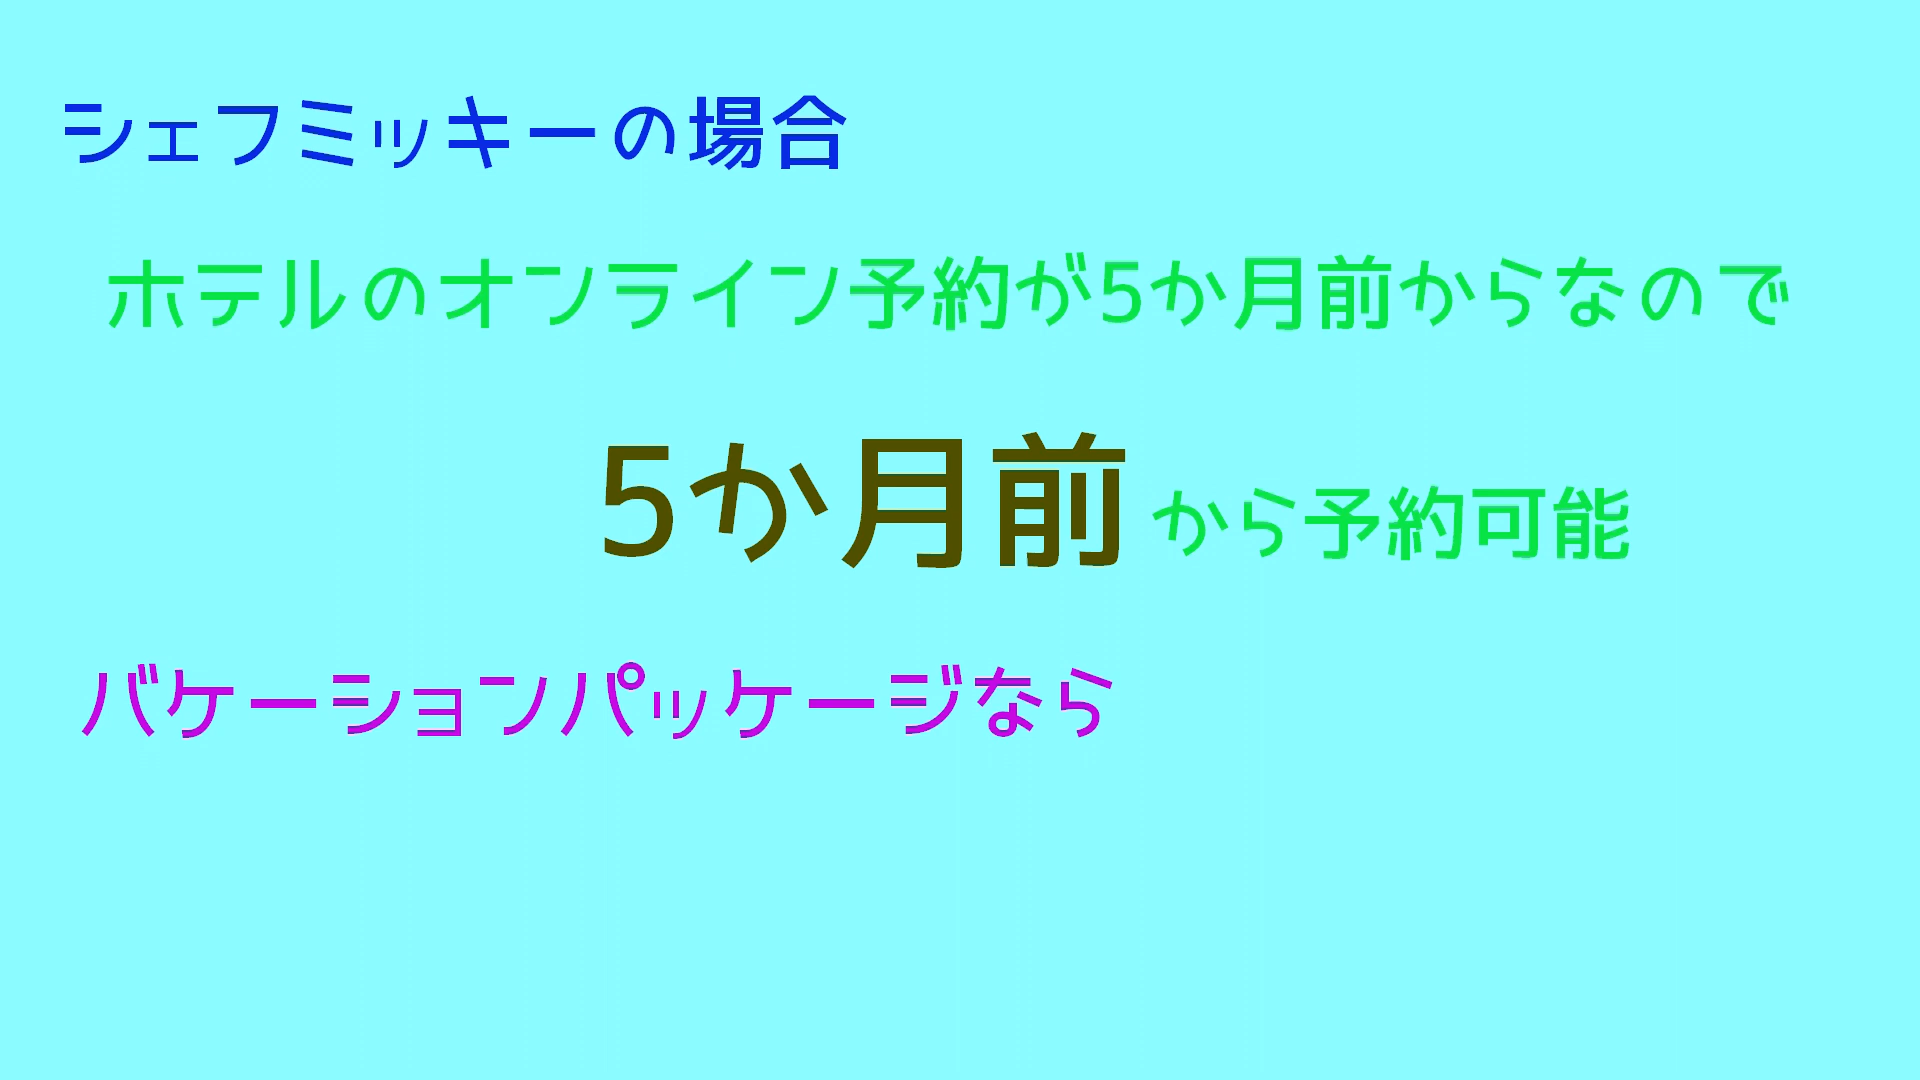 シェフミッキーの場合
ホテルのオンライン予約が5か月前からなので
5か月前から予約可能
バケーションパッケージなら